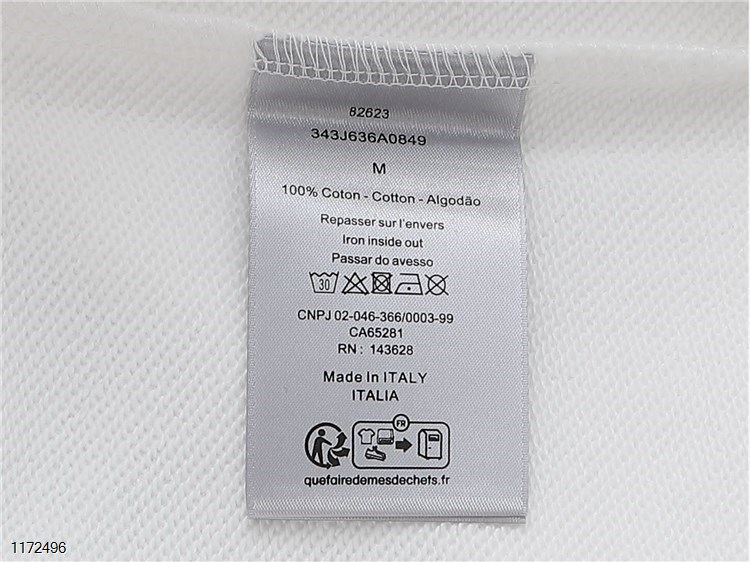 82623
343J636A0849
M
100% Coton - Cotton - Algodão
Repasser sur l'envers
Iron inside out
Passar do avesso
30
CNPJ 02-046-366/0003-99
CA65281
RN : 143628
Made In ITALY
ITALIA
FR
quefairedemesdechets.fr
1172496